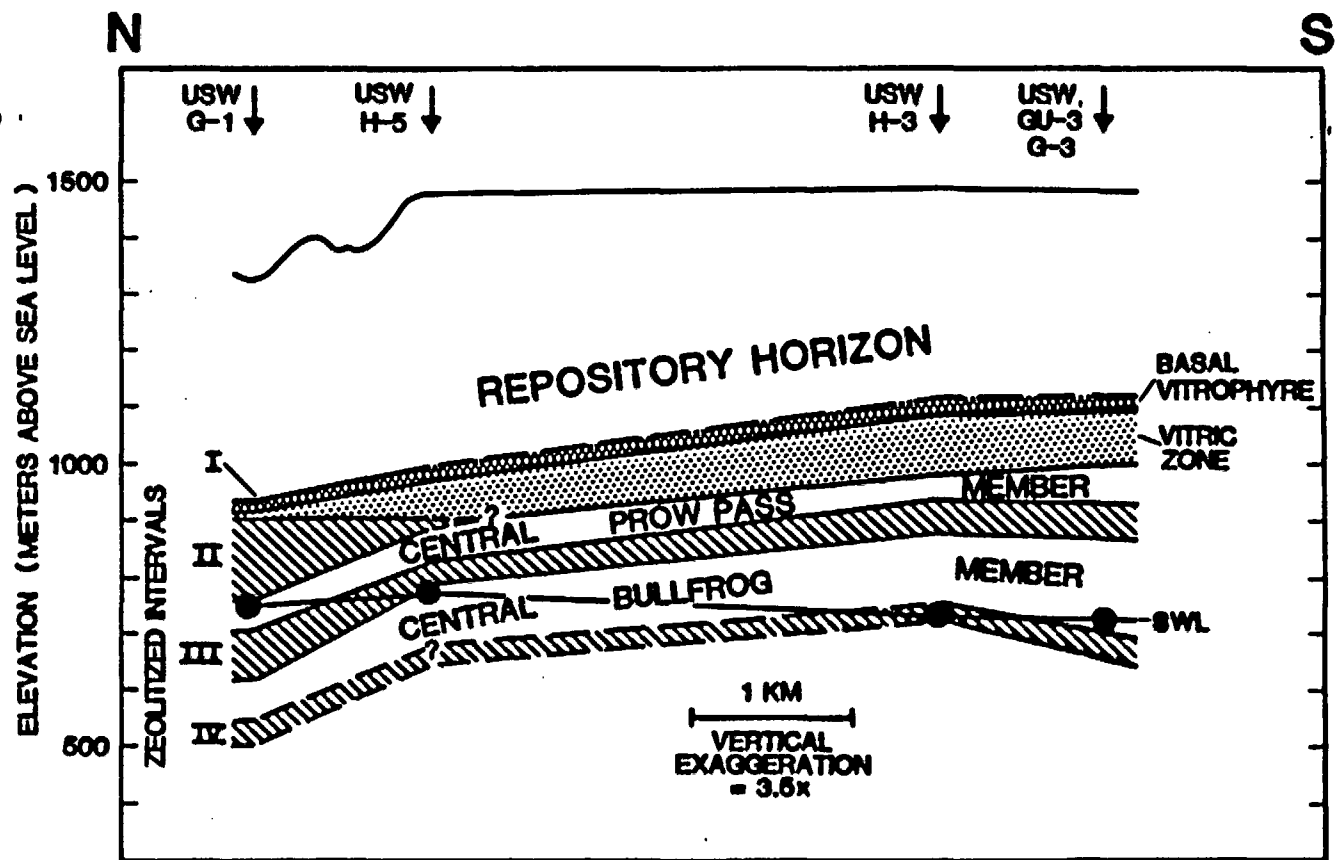 N
S
USW
G-1
USW
H-5
USW
H-3
USW,
GU-3
G-3
ELEVATION (METERS ABOVE SEA LEVEL)
1500
1000
500
REPOSITORY HORIZON
BASAL
VITROPHYRE
VITRIC
ZONE
ZEOLITIZED INTERVALS
I
II
III
IV
?
CENTRAL
PROW PASS
MEMBER
CENTRAL
BULLFROG
MEMBER
?
SWL
1 KM
VERTICAL
EXAGGERATION
= 3.5x